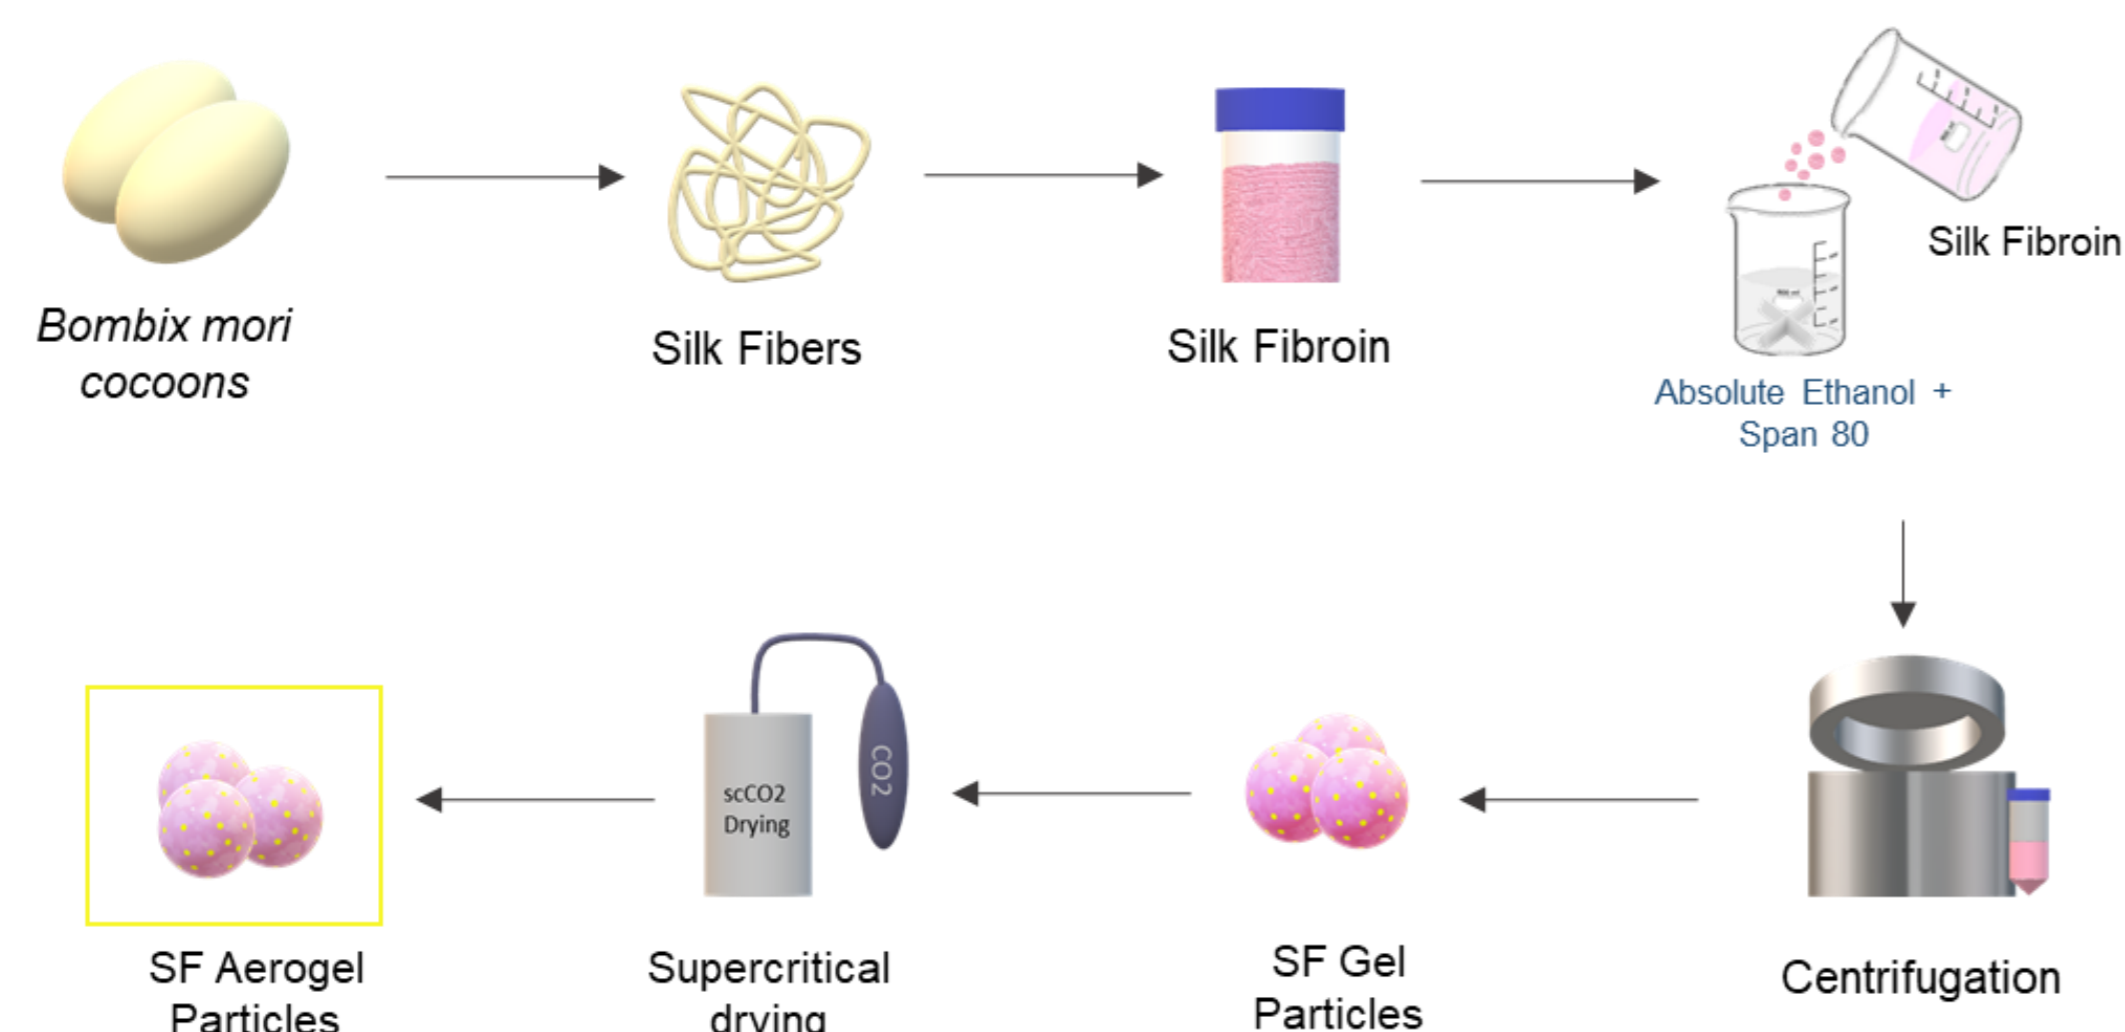 Bombix mori
cocoons
Silk Fibers
Silk Fibroin
Silk Fibroin
Absolute Ethanol +
Span 80
SF Aerogel
Particles
scCO2
Drying
CO2
Supercritical
drying
SF Gel
Particles
Centrifugation